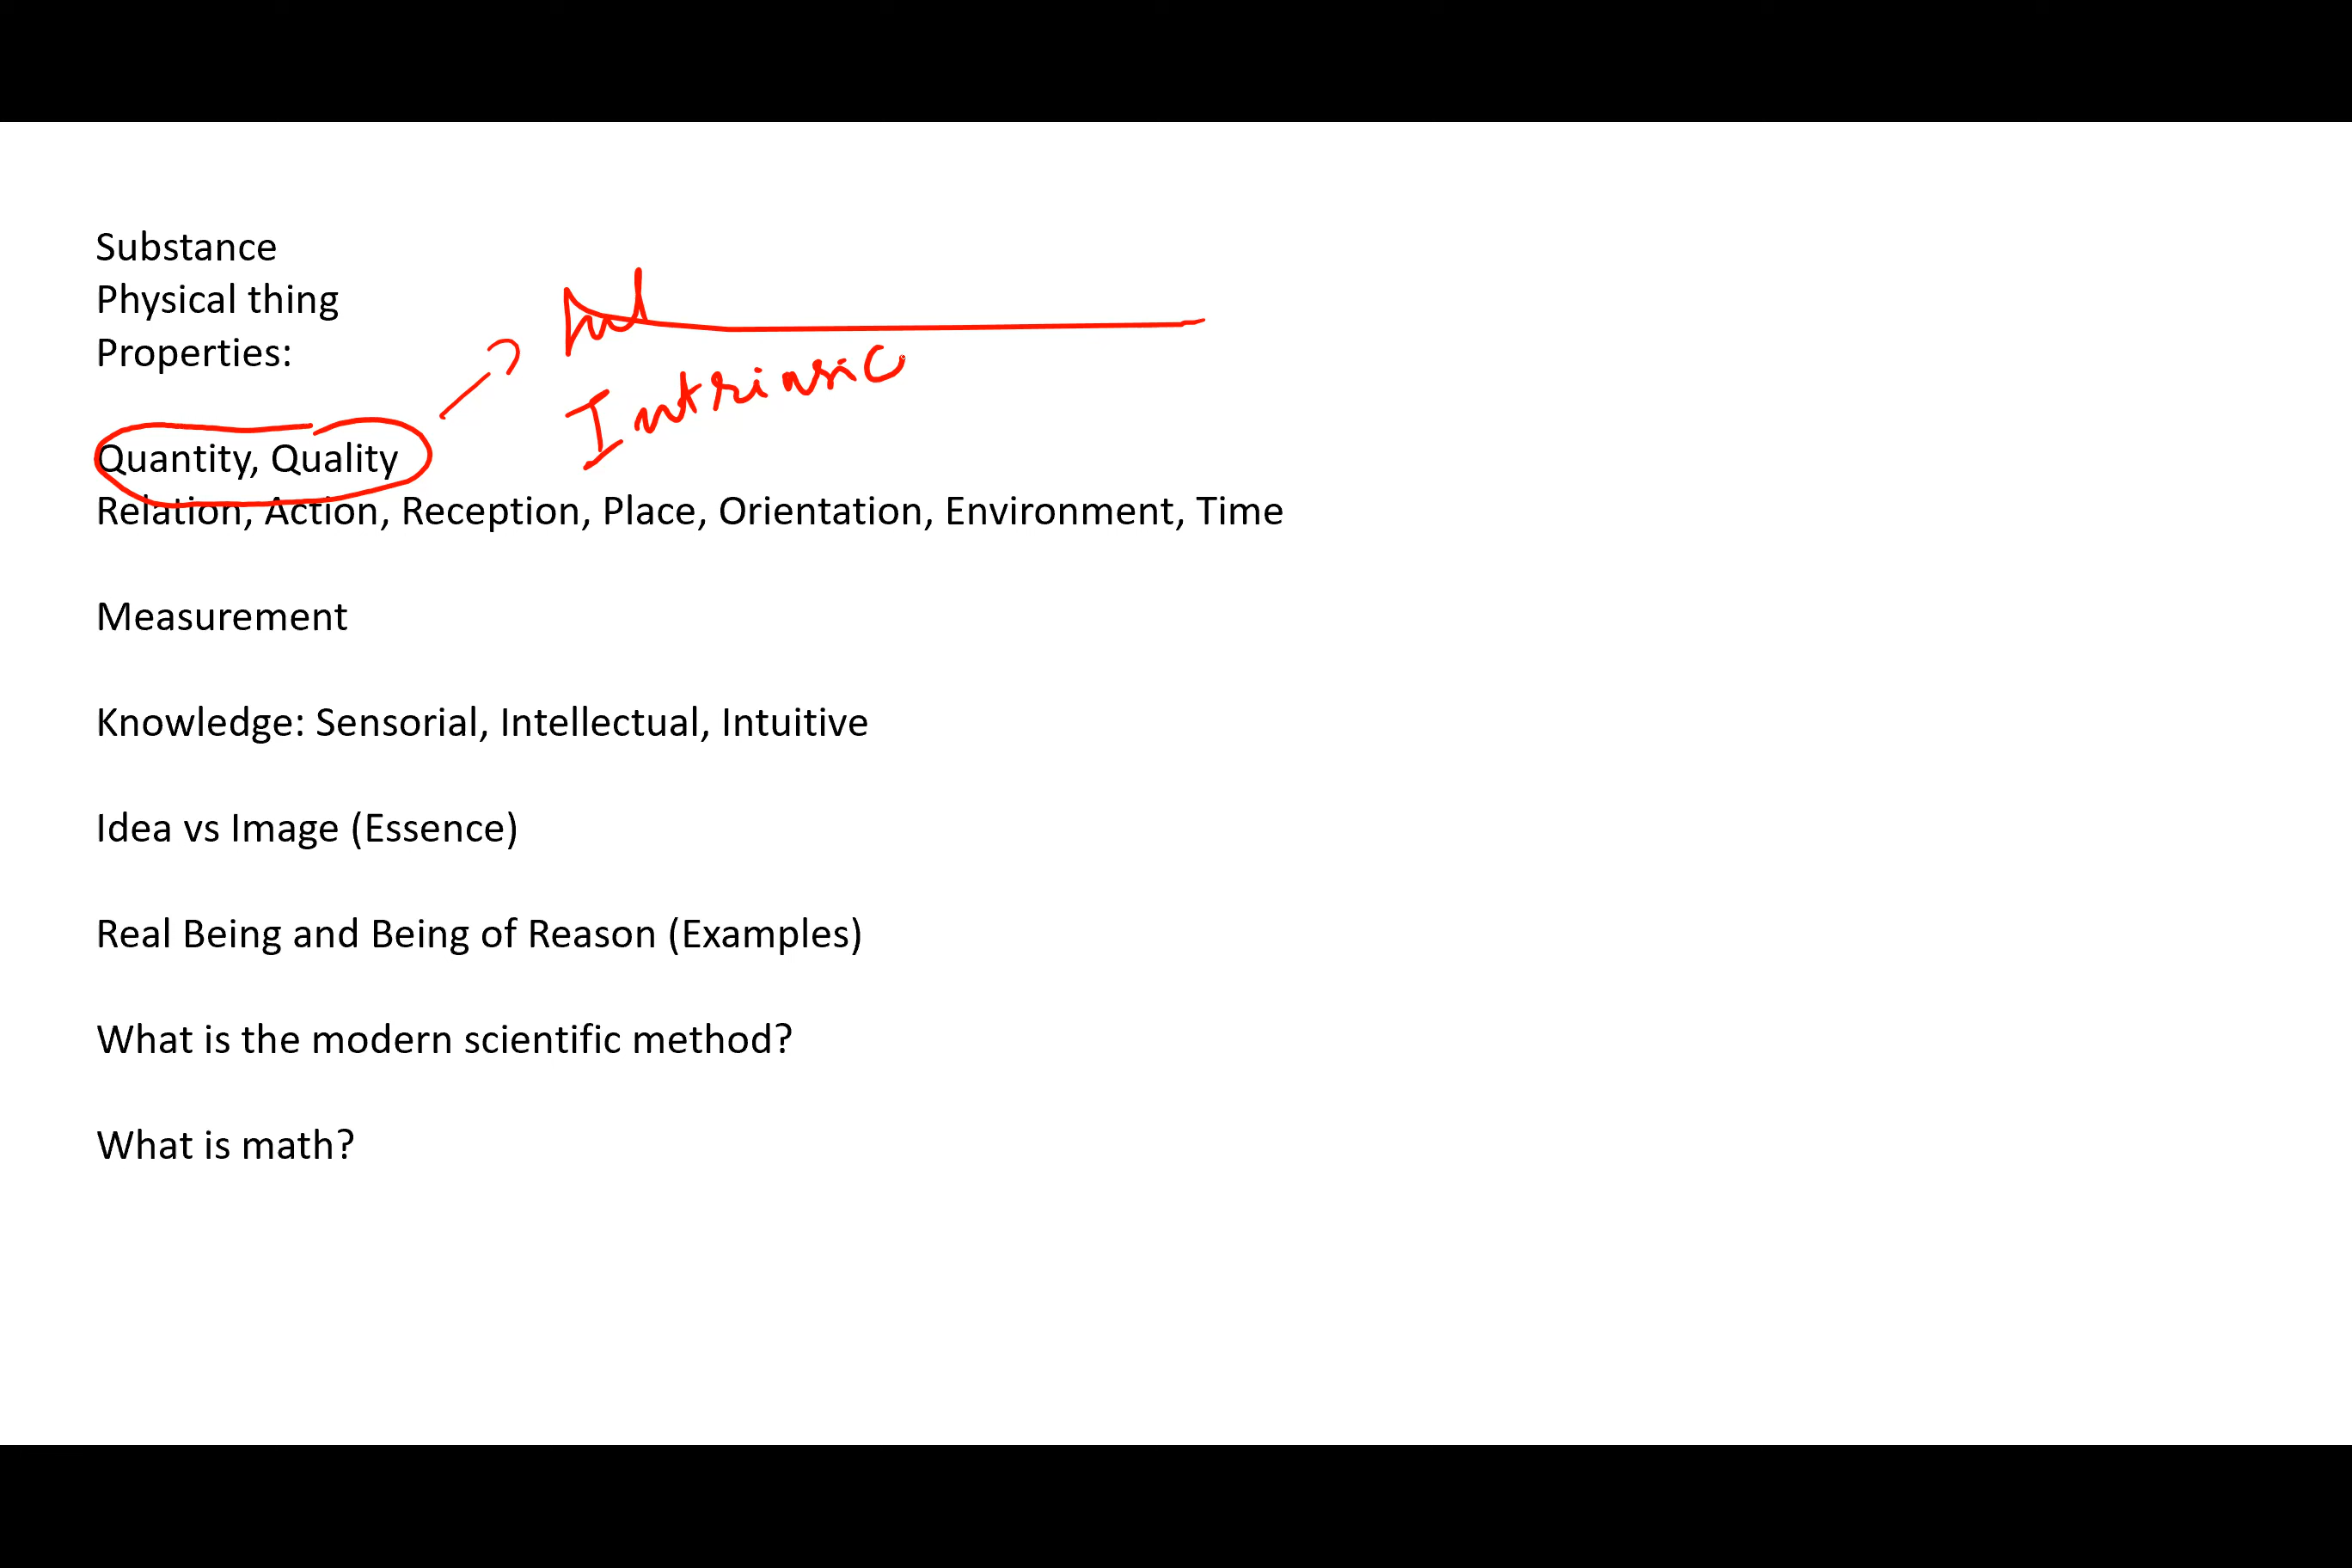 Substance
Physical thing
Properties:
Intrinsic
Quantity, Quality
Relation, Action, Reception, Place, Orientation, Environment, Time
Measurement
Knowledge: Sensorial, Intellectual, Intuitive
Idea vs Image (Essence)
Real Being and Being of Reason (Examples)
What is the modern scientific method?
What is math?